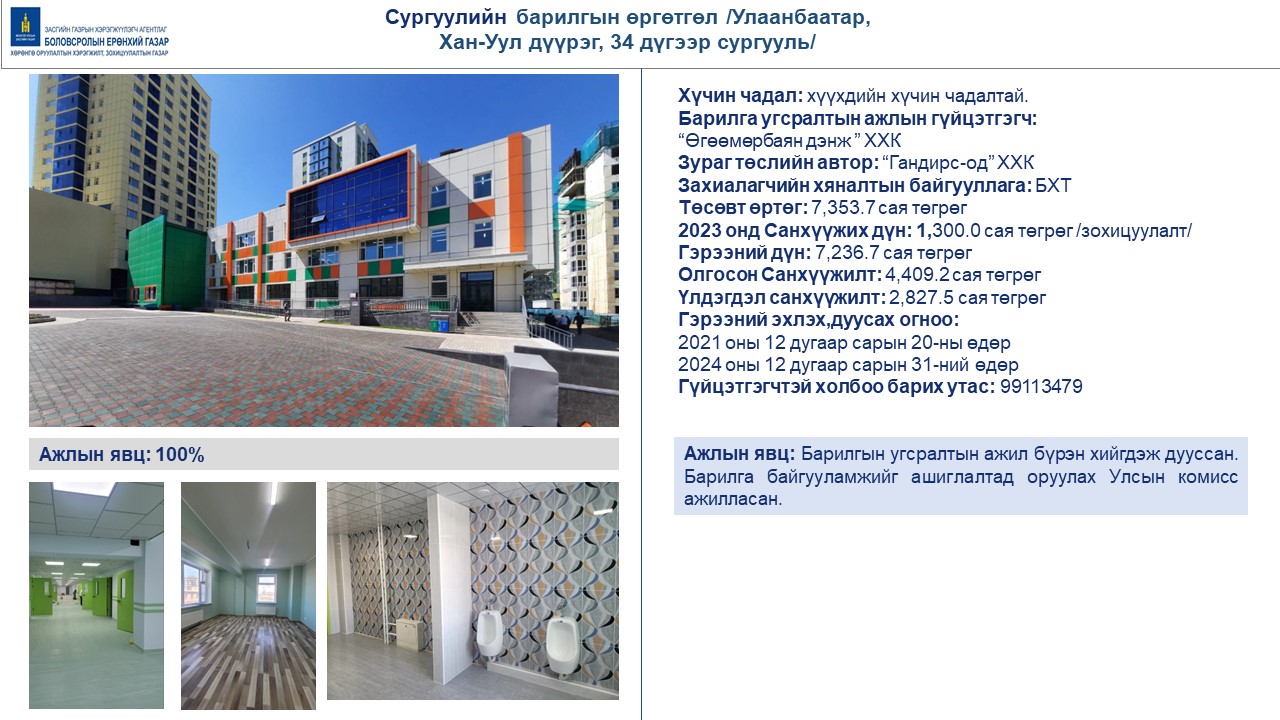 ЗАСГИЙН ГАЗРЫН ХЭРЭГЖҮҮЛЭГЧ АГЕНТЛАГ
БОЛОВСРОЛЫН ЕРӨНХИЙ ГАЗАР
ХӨРӨНГӨ ОРУУЛАЛТЫН ХЭРЭГЖИЛТ, ЗОХИЦУУЛАЛТЫН ГАЗАР
Сургуулийн барилгын өргөтгөл /Улаанбаатар,
Хан-Уул дүүрэг, 34 дүгээр сургууль/
Ажлын явц: 100%
Хүчин чадал: хүүхдийн хүчин чадалтай.
Барилга угсралтын ажлын гүйцэтгэгч:
“Өгөөмөрбаян дэнж” ХХК
Зураг төслийн автор: “Гандирс-од” ХХК
Захиалагчийн хяналтын байгууллага: БХТ
Төсөвт өртөг: 7,353.7 сая төгрөг
2023 онд Санхүүжих дүн: 1,300.0 сая төгрөг /зохицуулалт/
Гэрээний дүн: 7,236.7 сая төгрөг
Олгосон Санхүүжилт: 4,409.2 сая төгрөг
Үлдэгдэл санхүүжилт: 2,827.5 сая төгрөг
Гэрээний эхлэх,дуусах огноо:
2021 оны 12 дугаар сарын 20-ны өдөр
2024 оны 12 дугаар сарын 31-ний өдөр
Гүйцэтгэгчтэй холбоо барих утас: 99113479
Ажлын явц: Барилгын угсралтын ажил бүрэн хийгдэж дууссан.
Барилга байгууламжийг ашиглалтад оруулах Улсын комисс
ажилласан.